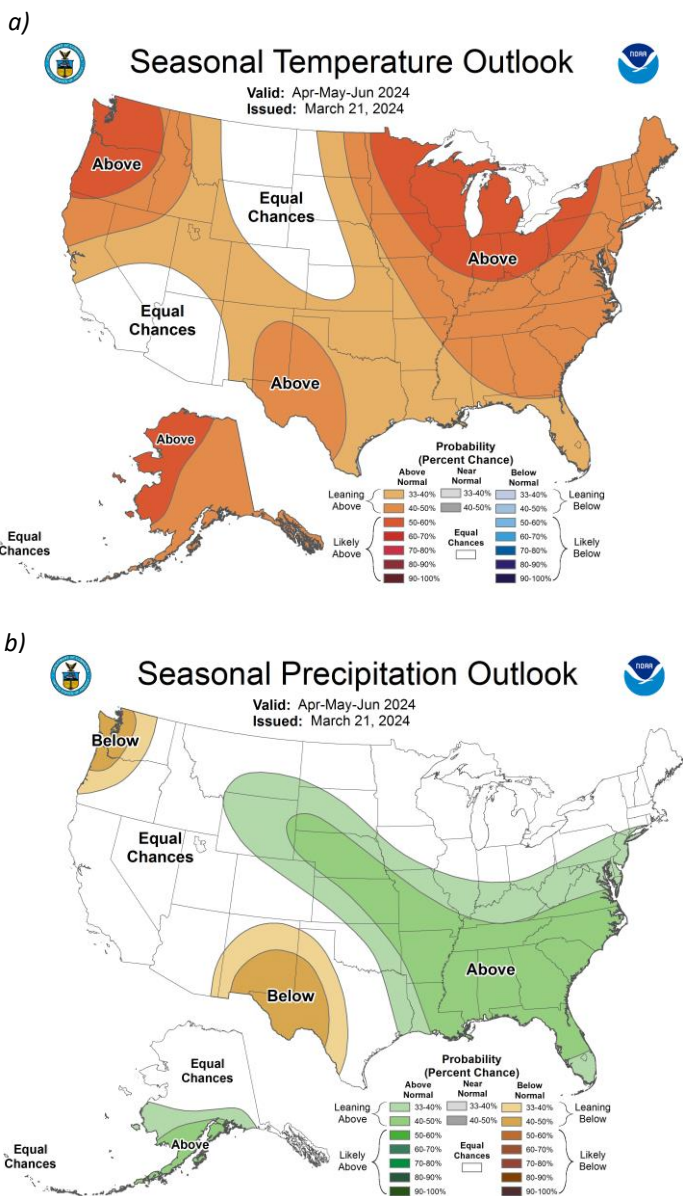 a)
Seasonal Temperature Outlook
NOAA
Valid: Apr-May-Jun 2024
Issued: March 21, 2024
Above
Equal
Chances
Above
Equal
Chances
Above
Above
Equal
Chances
Probability
(Percent Chance)
Above Normal
Near Normal
Below Normal
Leaning Above
33-40% 33-40% 33-40%
40-50% 40-50% 40-50%
Leaning Below
Likely Above
50-60% 50-60%
60-70% 60-70%
70-80% 70-80%
80-90% 80-90%
90-100% 90-100%
Equal Chances
Likely Below
b)
Seasonal Precipitation Outlook
NOAA
Valid: Apr-May-Jun 2024
Issued: March 21, 2024
Below
Equal
Chances
Above
Below
Equal
Chances
Above
Equal
Chances
Probability
(Percent Chance)
Above Normal
Near Normal
Below Normal
Leaning Above
33-40% 33-40% 33-40%
40-50% 40-50% 40-50%
Leaning Below
Likely Above
50-60% 50-60%
60-70% 60-70%
70-80% 70-80%
80-90% 80-90%
90-100% 90-100%
Equal Chances
Likely Below